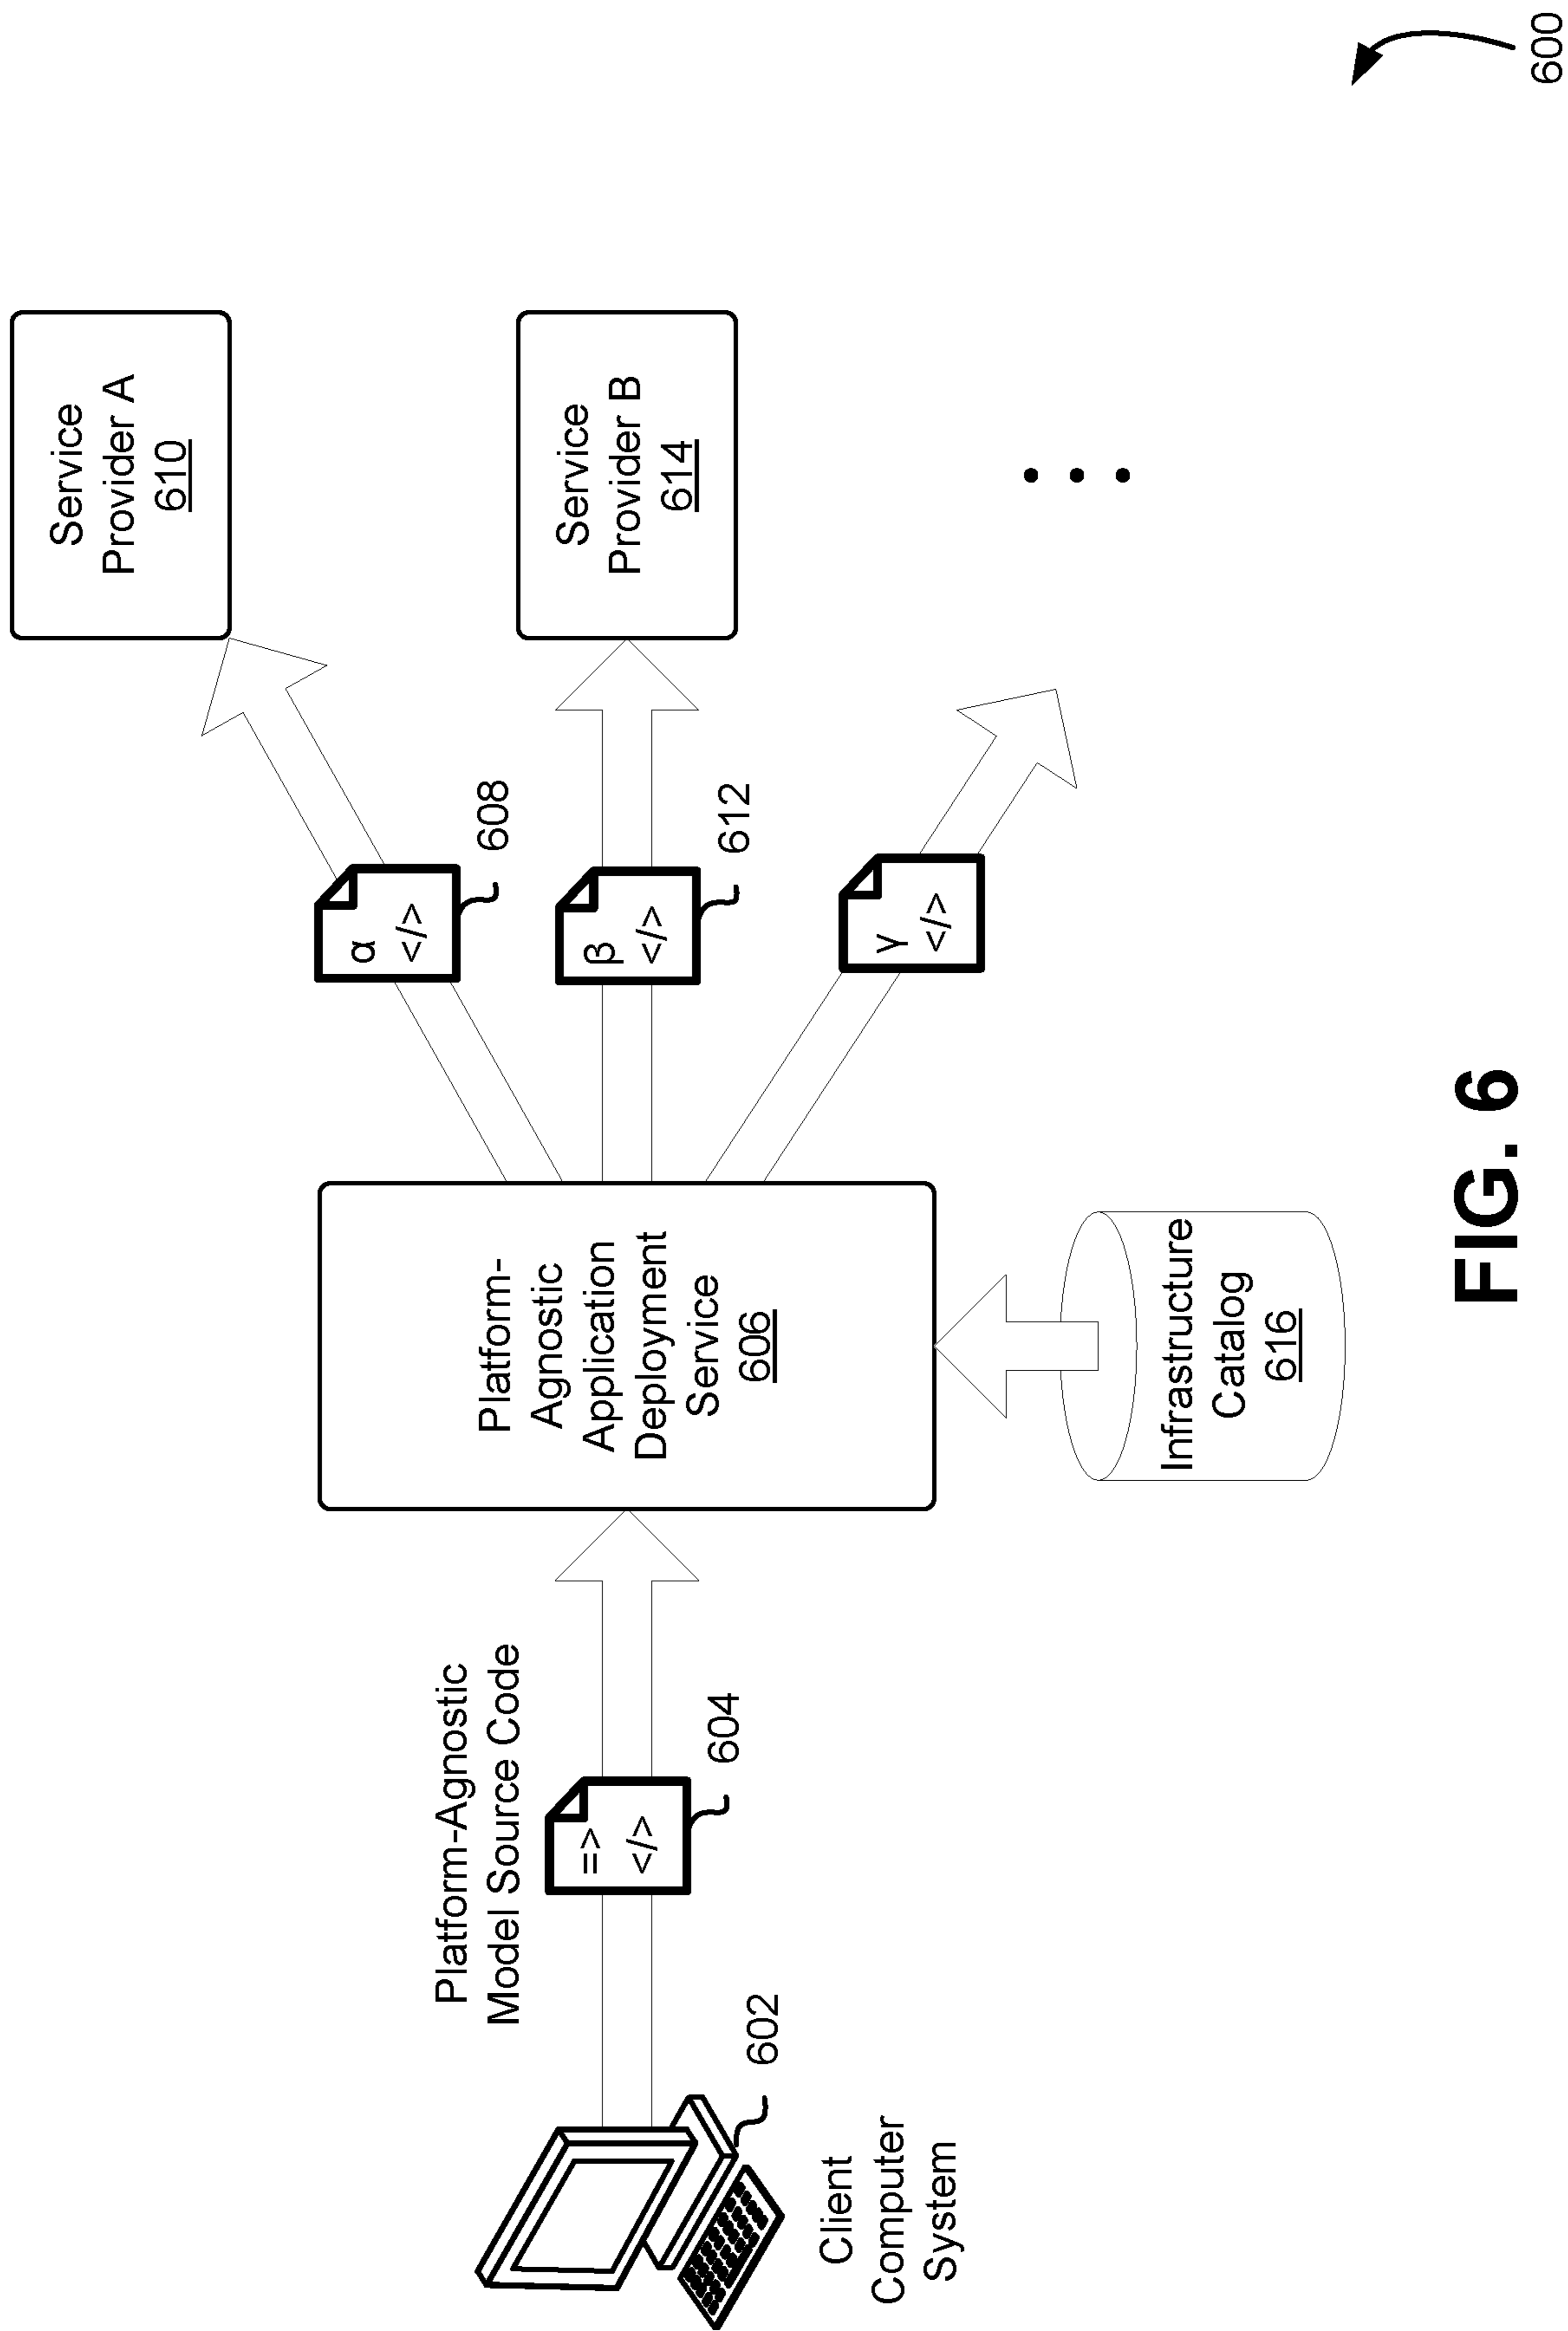 Client
Computer
System
602
Platform-Agnostic
Model Source Code
=>
</>
604
Platform-
Agnostic
Application
Deployment
Service
606
Infrastructure
Catalog
616
α
</>
608
β
</>
612
γ
</>
Service
Provider A
610
Service
Provider B
614
600
FIG. 6